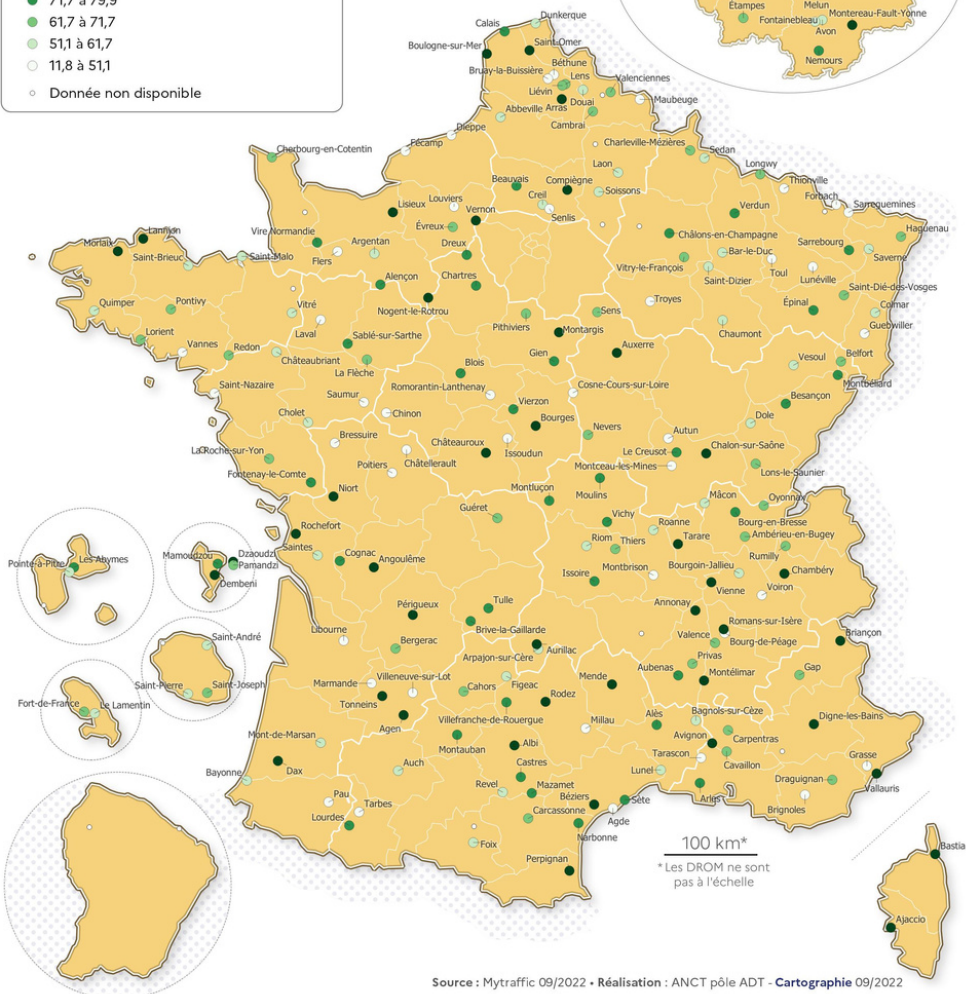 71,7 à 79,9
61,7 à 71,7
51,1 à 61,7
11,8 à 51,1
Donnée non disponible
Étampes
Melun
Fontainebleau
Montereau-Fault-Yonne
Avon
Nemours
Dunkerque
Calais
Boulogne-sur-Mer
Saint-Omer
Béthune
Bruay-la-Buissière
Lens
Valenciennes
Liévin
Douai
Maubeuge
Abbeville
Arras
Cambrai
Dieppe
Fécamp
Charleville-Mézières
Sedan
Cherbourg-en-Cotentin
Laon
Longwy
Beauvais
Compiègne
Thionville
Soissons
Creil
Forbach
Louviers
Senlis
Sarreguemines
Lisieux
Vernon
Verdun
Évreux
Haguenau
Vire Normandie
Châlons-en-Champagne
Lannion
Morlaix
Argentan
Dreux
Sarrebourg
Saint-Brieuc
Saint-Malo
Flers
Bar-le-Duc
Saverne
Vitry-le-François
Toul
Lunéville
Alençon
Chartres
Saint-Dizier
Saint-Dié-des-Vosges
Quimper
Pontivy
Vitré
Nogent-le-Rotrou
Troyes
Épinal
Colmar
Sens
Pithiviers
Lorient
Laval
Sablé-sur-Sarthe
Montargis
Chaumont
Guebwiller
Vannes
Redon
Auxerre
Châteaubriant
La Flèche
Blois
Gien
Vesoul
Belfort
Montbéliard
Saint-Nazaire
Saumur
Romorantin-Lanthenay
Cosne-Cours-sur-Loire
Besançon
Vierzon
Cholet
Chinon
Bourges
Dole
Nevers
Autun
Bressuire
Châteauroux
Issoudun
Le Creusot
Chalon-sur-Saône
La Roche-sur-Yon
Poitiers
Châtellerault
Montceau-les-Mines
Lons-le-Saunier
Fontenay-le-Comte
Moulins
Niort
Montluçon
Mâcon
Oyonnax
Guéret
Vichy
Bourg-en-Bresse
Rochefort
Roanne
Ambérieu-en-Bugey
Saintes
Riom
Thiers
Tarare
Rumilly
Pointe-à-Pitre
Les Abymes
Mamoudzou
Dzaoudzi
Pamandzi
Dembeni
Cognac
Angoulême
Montbrison
Bourgoin-Jallieu
Issoire
Chambéry
Vienne
Voiron
Périgueux
Tulle
Annonay
Romans-sur-Isère
Saint-André
Libourne
Brive-la-Gaillarde
Valence
Bourg-de-Péage
Briançon
Bergerac
Aurillac
Arpajon-sur-Cère
Privas
Saint-Pierre
Saint-Joseph
Marmande
Villeneuve-sur-Lot
Cahors
Figeac
Mende
Aubenas
Montélimar
Gap
Fort-de-France
Le Lamentin
Tonneins
Rodez
Agen
Villefranche-de-Rouergue
Millau
Alès
Bagnols-sur-Cèze
Digne-les-Bains
Mont-de-Marsan
Montauban
Albi
Avignon
Carpentras
Tarascon
Grasse
Dax
Auch
Castres
Lunel
Cavaillon
Bayonne
Revel
Mazamet
Draguignan
Pau
Tarbes
Béziers
Sète
Arles
Vallauris
Lourdes
Carcassonne
Agde
Brignoles
Foix
Narbonne
Perpignan
100 km*
*Les DROM ne sont
pas à l'échelle
Bastia
Ajaccio
Source : Mytraffic 09/2022 • Réalisation : ANCT pôle ADT - Cartographie 09/2022